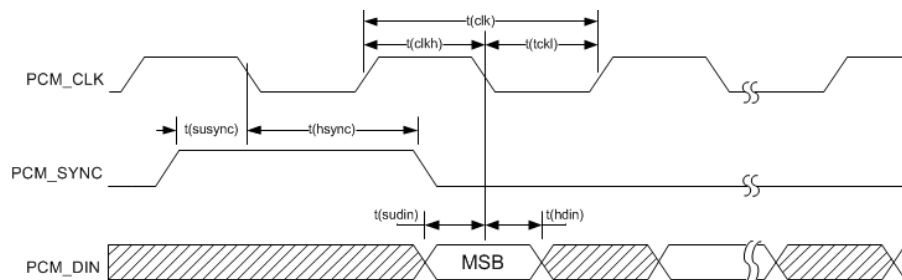 t(clk)
t(clkh)
t(tckl)
PCM_CLK
t(susync)
t(hsync)
PCM_SYNC
t(sudin)
t(hdin)
PCM_DIN
MSB